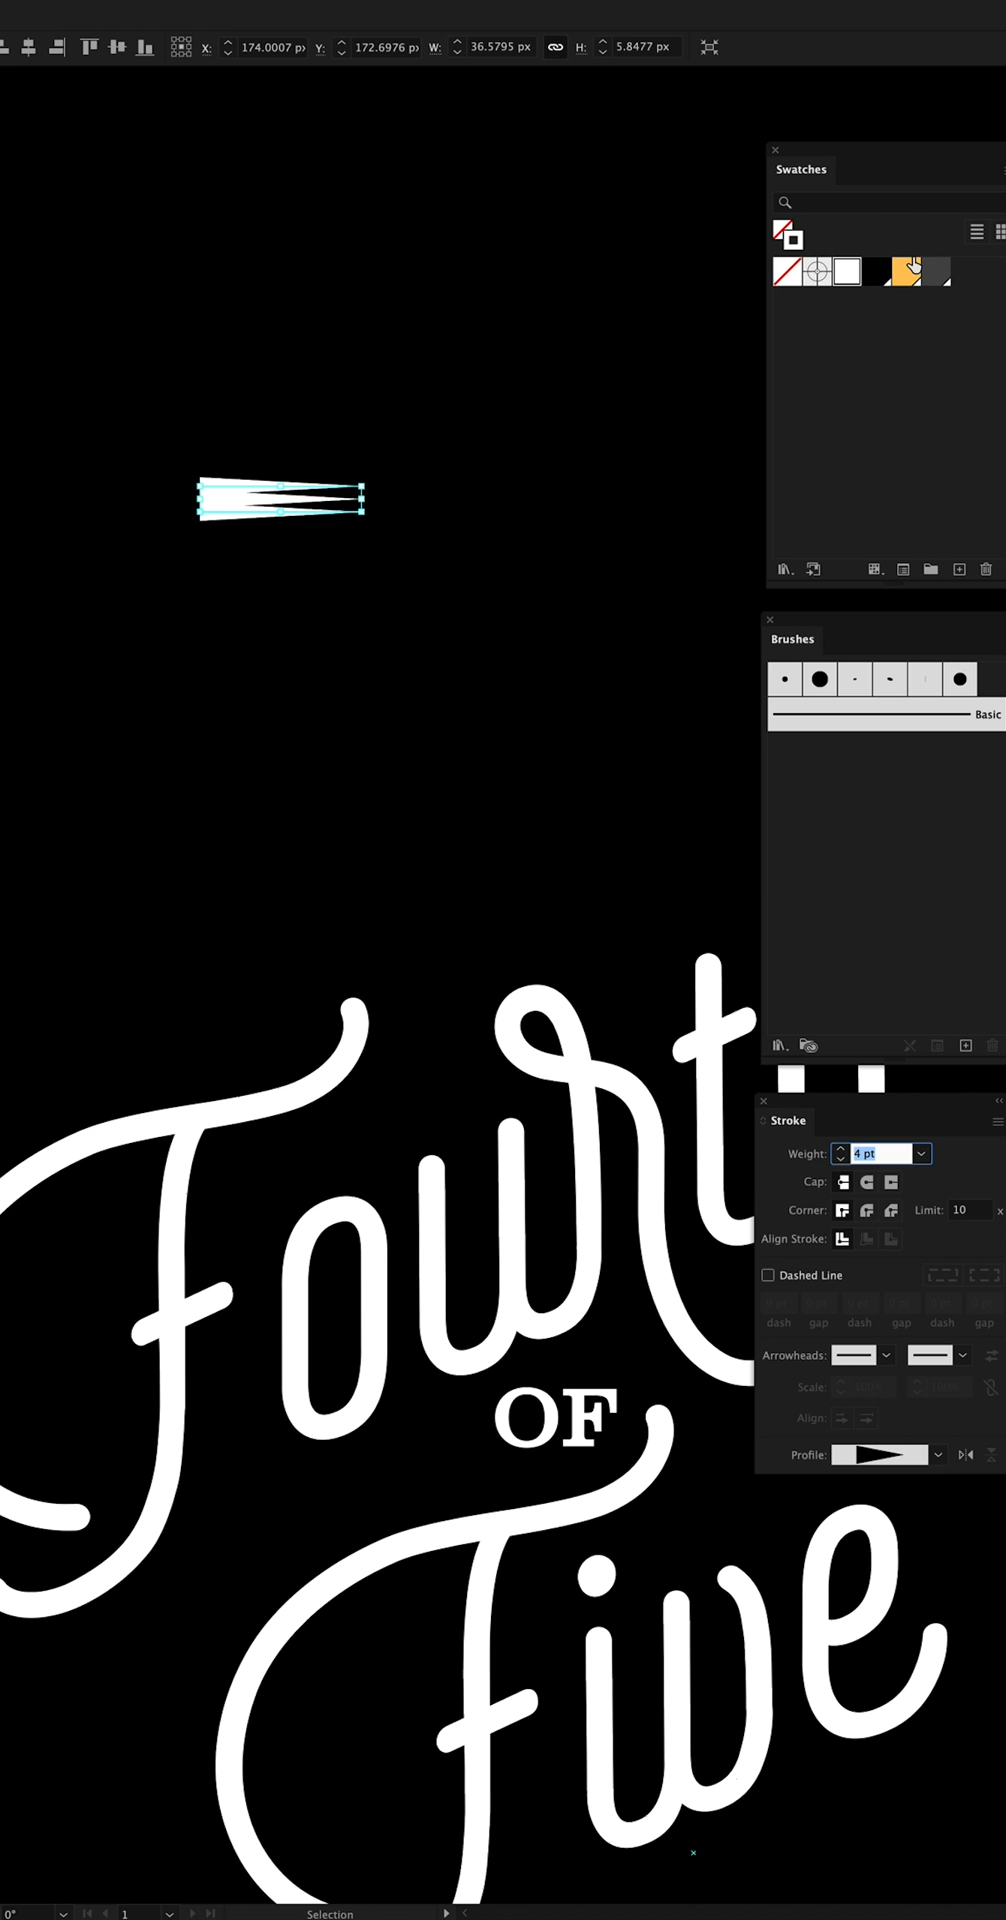 X: 174.0007 px Y: 172.6976 px W: 36.5795 px H: 5.8477 px
Swatches
Brushes
Basic
Stroke
Weight: 4 pt
Cap:
Corner: Limit: 10 x
Align Stroke:
Dashed Line
dash gap dash gap dash gap
Arrowheads:
Scale: 100% 100%
Align:
Profile:
Fourt
OF
Five
0° 1 Selection